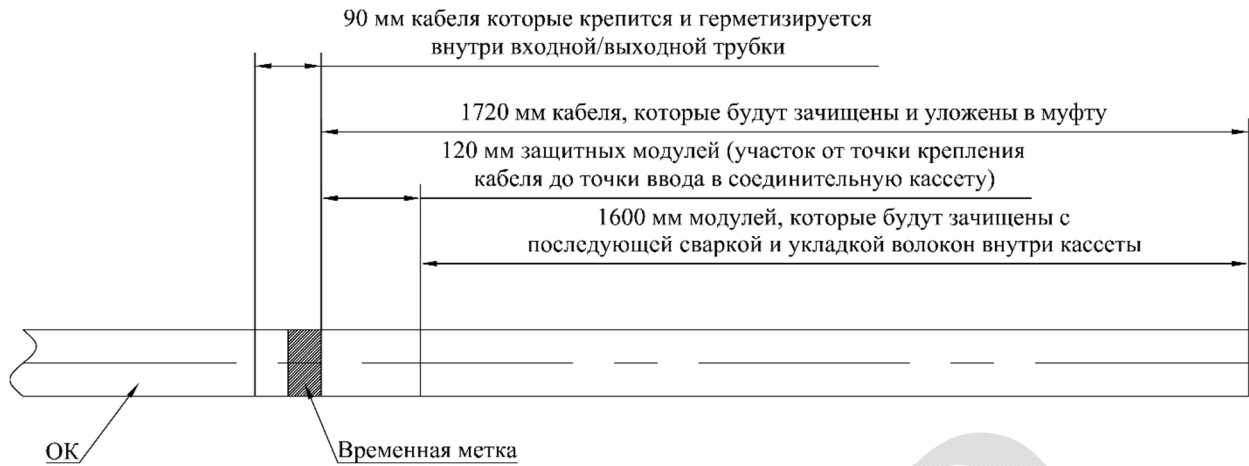 90 мм кабеля которые крепится и герметизируется
внутри входной/выходной трубки
1720 мм кабеля, которые будут зачищены и уложены в муфту
120 мм защитных модулей (участок от точки крепления
кабеля до точки ввода в соединительную кассету)
1600 мм модулей, которые будут зачищены с
последующей сваркой и укладкой волокон внутри кассеты
ОК
Временная метка